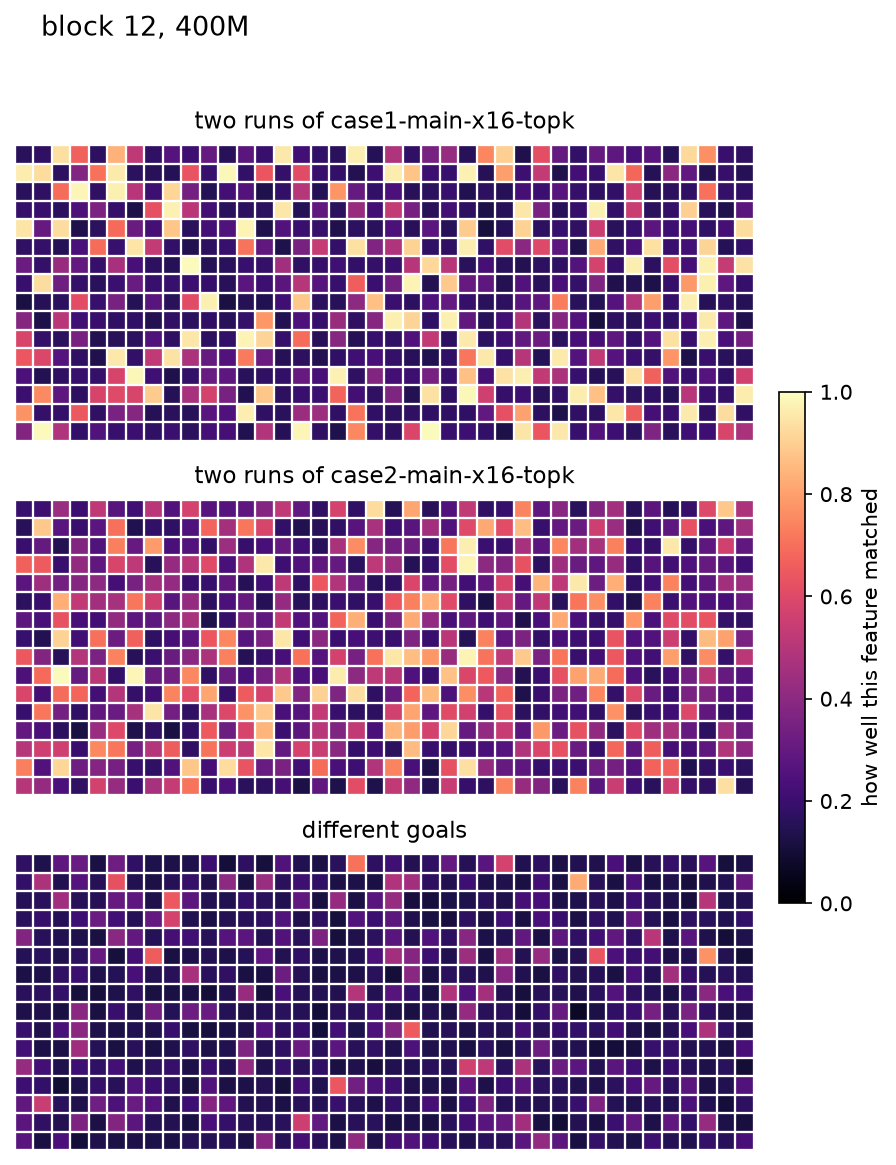 block 12, 400M
two runs of case1-main-x16-topk
two runs of case2-main-x16-topk
different goals
1.0
0.8
0.6
0.4
0.2
0.0
how well this feature matched